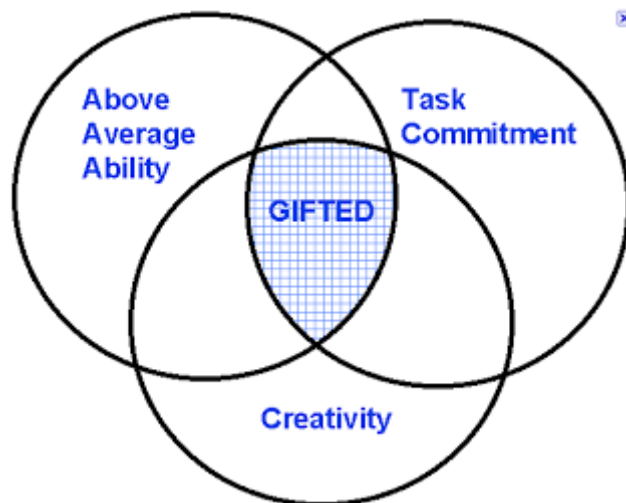 Above
Average
Ability
Task
Commitment
GIFTED
Creativity